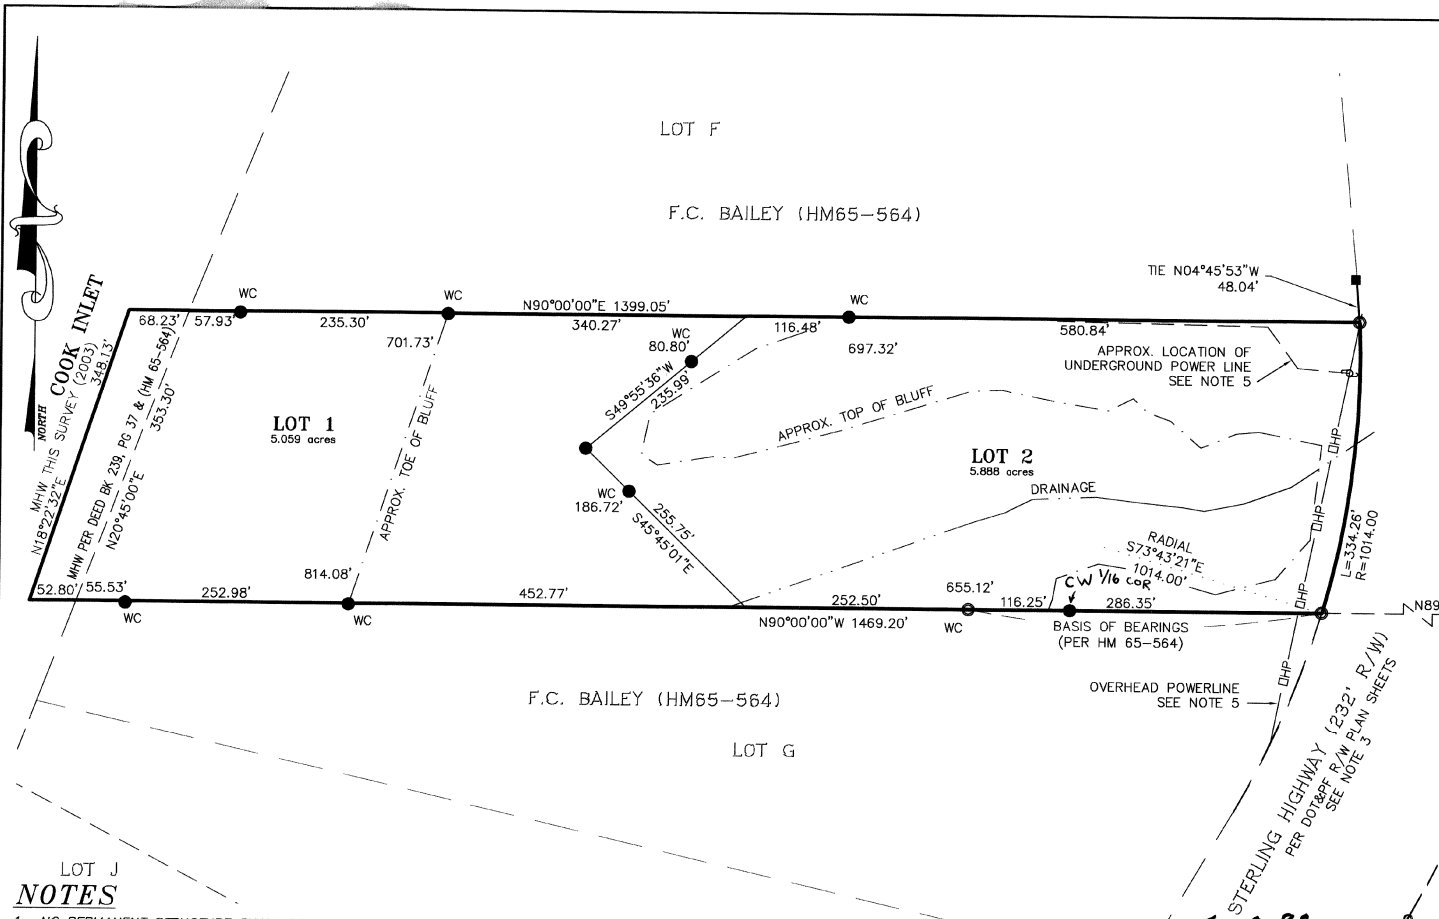 LOT F
F.C. BAILEY (HM65-564)
TIE N04°45'53"W
48.04'
NORTH
COOK INLET
MHW THIS SURVEY (2003)
N18°22'32"E
348.13'
MHW PER DEED BK 239, PG 37 & (HM 65-564)
N20°45'00"E
353.30'
WC
WC
WC
68.23'
57.93'
235.30'
N90°00'00"E 1399.05'
340.27'
116.48'
580.84'
701.73'
697.32'
WC
80.80'
S49°55'36"W
235.99'
APPROX. LOCATION OF
UNDERGROUND POWER LINE
SEE NOTE 5
LOT 1
5.059 acres
APPROX. TOE OF BLUFF
APPROX. TOP OF BLUFF
LOT 2
5.888 acres
DRAINAGE
WC
186.72'
255.75'
S45°45'01"E
OHP
OHP
OHP
OHP
RADIAL
S73°43'21"E
1014.00'
L=334.26'
R=1014.00
52.80'
55.53'
252.98'
814.08'
452.77'
252.50'
655.12'
116.25'
CW 1/16 COR
286.35'
WC
WC
WC
N90°00'00"W 1469.20'
BASIS OF BEARINGS
(PER HM 65-564)
N89
OVERHEAD POWERLINE
SEE NOTE 5
F.C. BAILEY (HM65-564)
LOT G
STERLING HIGHWAY (232' R/W)
PER DOT&PF R/W PLAN SHEETS
SEE NOTE 3
LOT J
NOTES